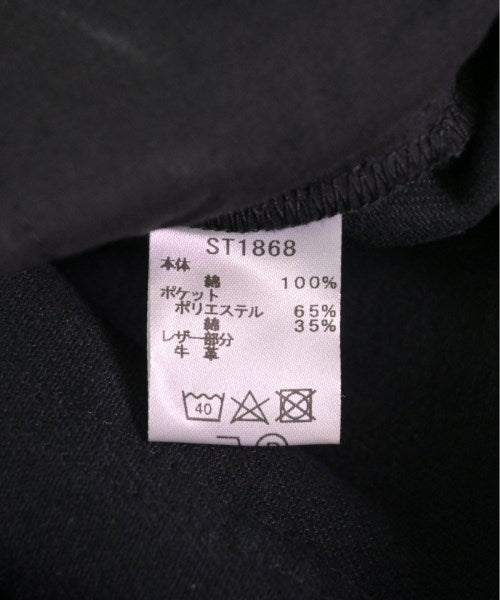 ST1868
本体
綿 100%
ポケット
ポリエステル 65%
綿 35%
レザー部分
牛革
40